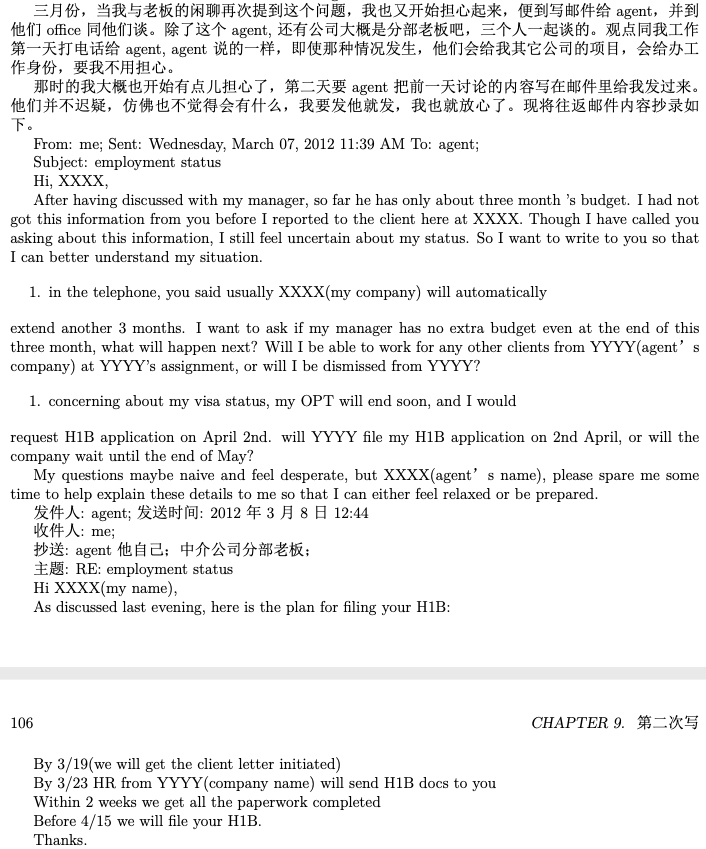 三月份，当我与老板的闲聊再次提到这个问题，我也又开始担心起来，便到写邮件给 agent，并到
他们 office 同他们谈。除了这个 agent, 还有公司大概是分部老板吧，三个人一起谈的。观点同我工作
第一天打电话给 agent, agent 说的一样，即使那种情况发生，他们会给我其它公司的项目，会给办工
作身份，要我不用担心。
那时的我大概也开始有点儿担心了，第二天要 agent 把前一天讨论的内容写在邮件里给我发过来。
他们并不迟疑，仿佛也不觉得会有什么，我要发他就发，我也就放心了。现将往返邮件内容抄录如
下。
From: me; Sent: Wednesday, March 07, 2012 11:39 AM To: agent;
Subject: employment status
Hi, XXXX,
After having discussed with my manager, so far he has only about three month 's budget. I had not
got this information from you before I reported to the client here at XXXX. Though I have called you
asking about this information, I still feel uncertain about my status. So I want to write to you so that
I can better understand my situation.
1. in the telephone, you said usually XXXX(my company) will automatically
extend another 3 months. I want to ask if my manager has no extra budget even at the end of this
three month, what will happen next? Will I be able to work for any other clients from YYYY(agent’s
company) at YYYY's assignment, or will I be dismissed from YYYY?
1. concerning about my visa status, my OPT will end soon, and I would
request H1B application on April 2nd. will YYYY file my H1B application on 2nd April, or will the
company wait until the end of May?
My questions maybe naive and feel desperate, but XXXX(agent’s name), please spare me some
time to help explain these details to me so that I can either feel relaxed or be prepared.
发件人: agent; 发送时间: 2012 年 3 月 8 日 12:44
收件人: me;
抄送: agent 他自己；中介公司分部老板；
主题: RE: employment status
Hi XXXX(my name),
As discussed last evening, here is the plan for filing your H1B:
106 CHAPTER 9. 第二次写
By 3/19(we will get the client letter initiated)
By 3/23 HR from YYYY(company name) will send H1B docs to you
Within 2 weeks we get all the paperwork completed
Before 4/15 we will file your H1B.
Thanks.